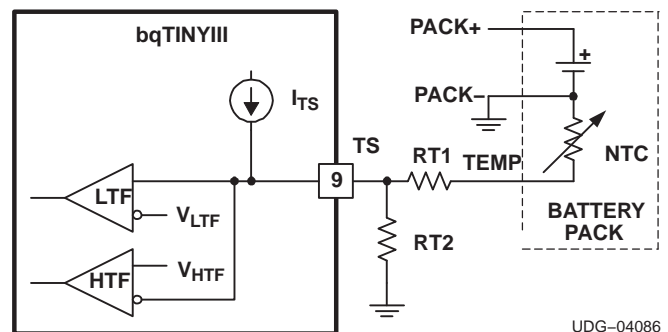 bqTINYIII
PACK+
+
I_TS
PACK–
TS
RT1
TEMP
NTC
9
LTF
V_LTF
BATTERY
PACK
RT2
HTF
V_HTF
UDG–04086